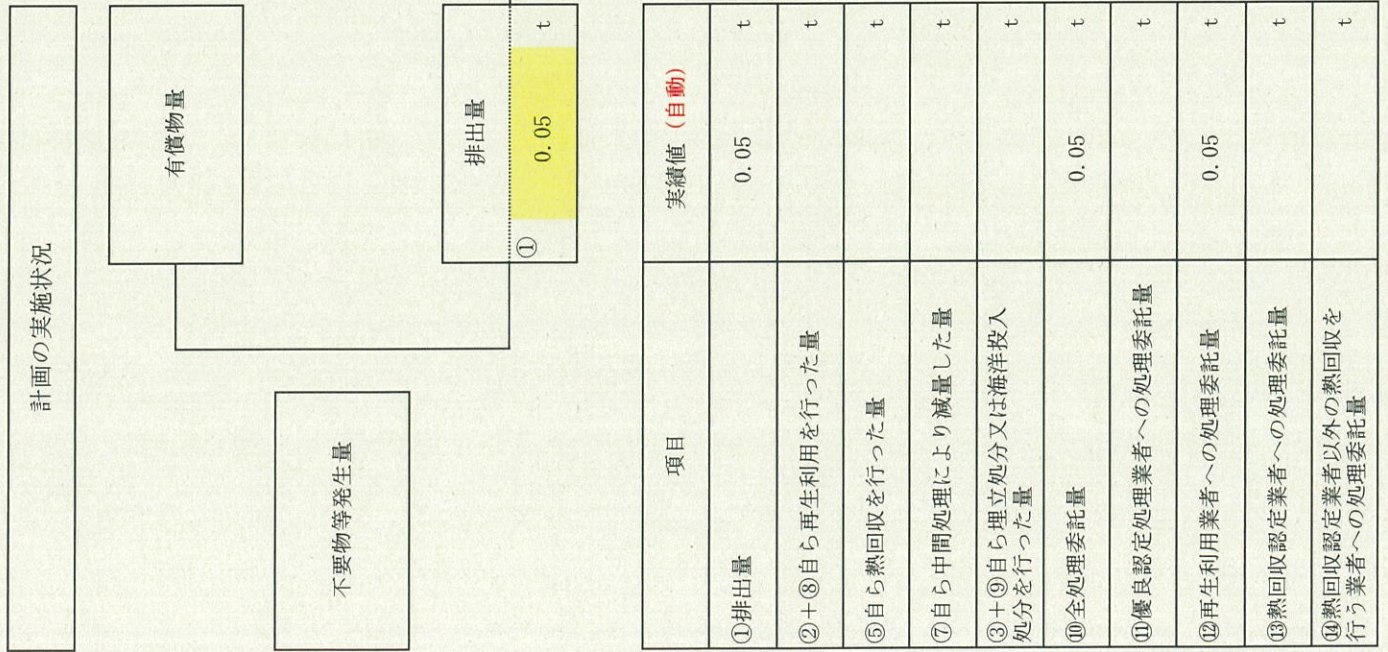 計画の実施状況
有償物量
不要物等発生量
排出量
① 0.05 t
項目 実績値（自動）
①排出量 0.05 t
②＋⑧自ら再生利用を行った量 t
⑤自ら熱回収を行った量 t
⑦自ら中間処理により減量した量 t
③＋⑨自ら埋立処分又は海洋投入
処分を行った量 t
⑩全処理委託量 0.05 t
⑪優良認定処理業者への処理委託量 t
⑫再生利用業者への処理委託量 0.05 t
⑬熱回収認定業者への処理委託量 t
⑭熱回収認定業者以外の熱回収を
行う業者への処理委託量 t